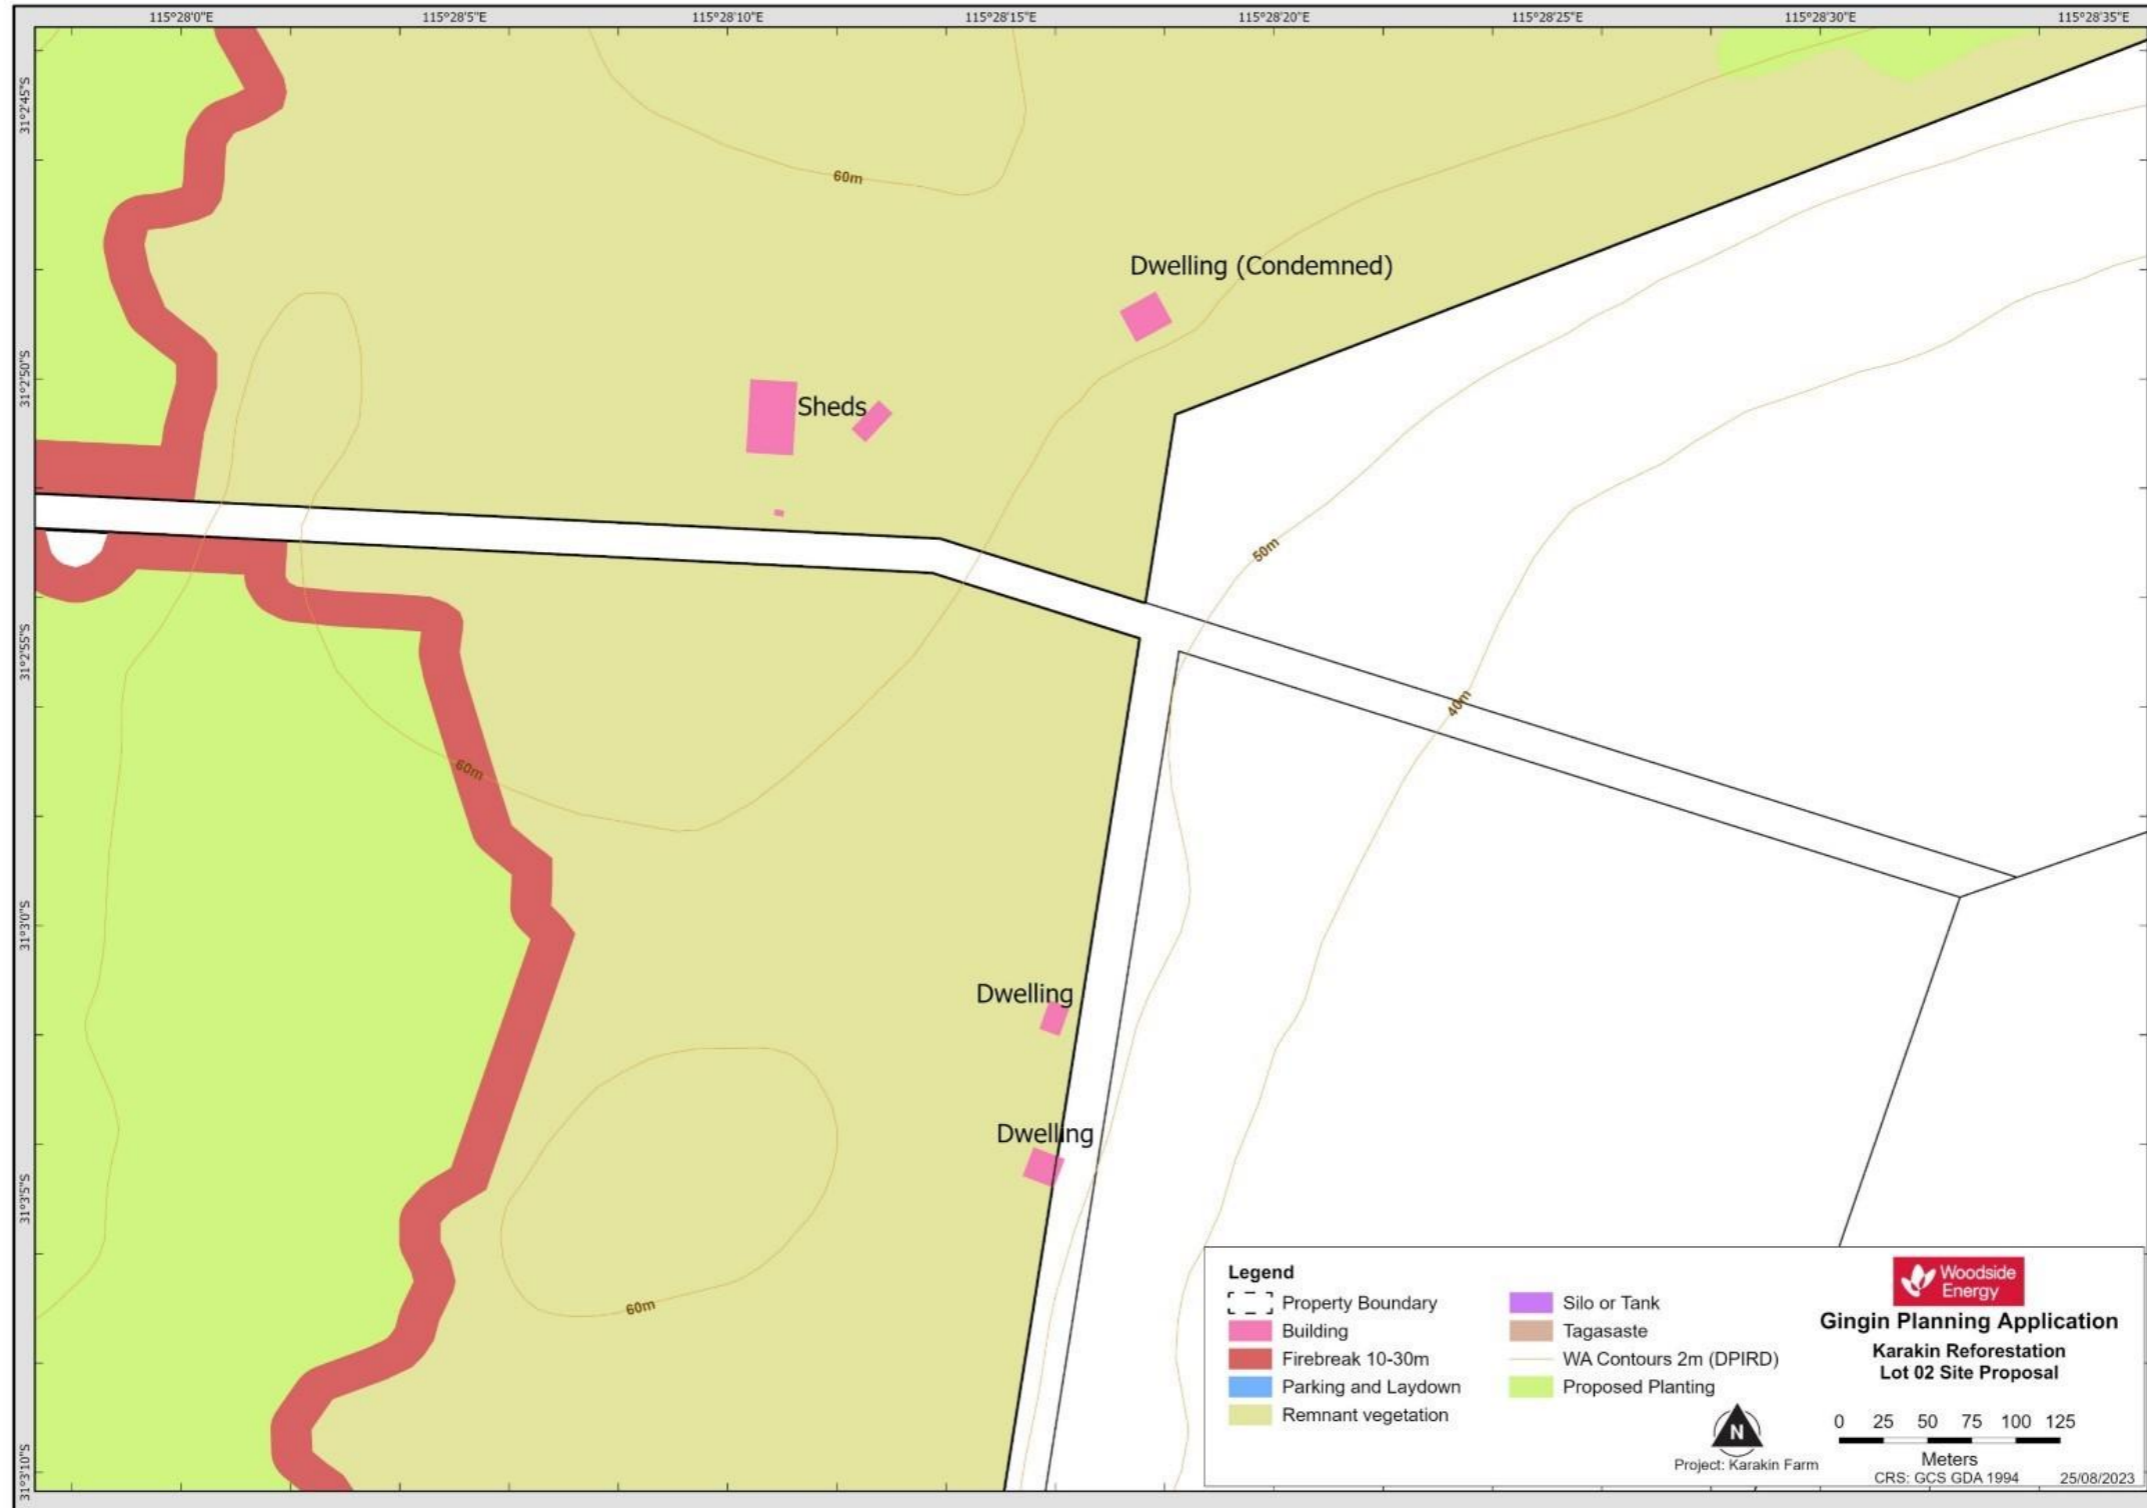 115°28'0"E 115°28'5"E 115°28'10"E 115°28'15"E 115°28'20"E 115°28'25"E 115°28'30"E 115°28'35"E
31°2'45"S
60m
Dwelling (Condemned)
31°2'50"S
Sheds
50m
31°2'55"S
40m
60m
31°3'0"S
Dwelling
Dwelling
31°3'5"S
60m
31°3'10"S
Legend
Property Boundary
Building
Firebreak 10-30m
Parking and Laydown
Remnant vegetation
Silo or Tank
Tagasaste
WA Contours 2m (DPIRD)
Proposed Planting
Woodside
Energy
Gingin Planning Application
Karakin Reforestation
Lot 02 Site Proposal
N
Project: Karakin Farm
0 25 50 75 100 125
Meters
CRS: GCS GDA 1994
25/08/2023